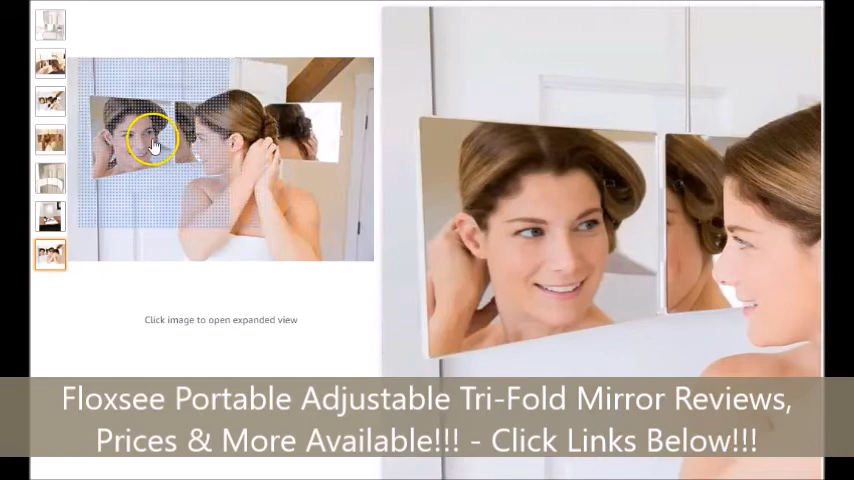 Click image to open expanded view
Floxsee Portable Adjustable Tri-Fold Mirror Reviews,
Prices & More Available!!! - Click Links Below!!!